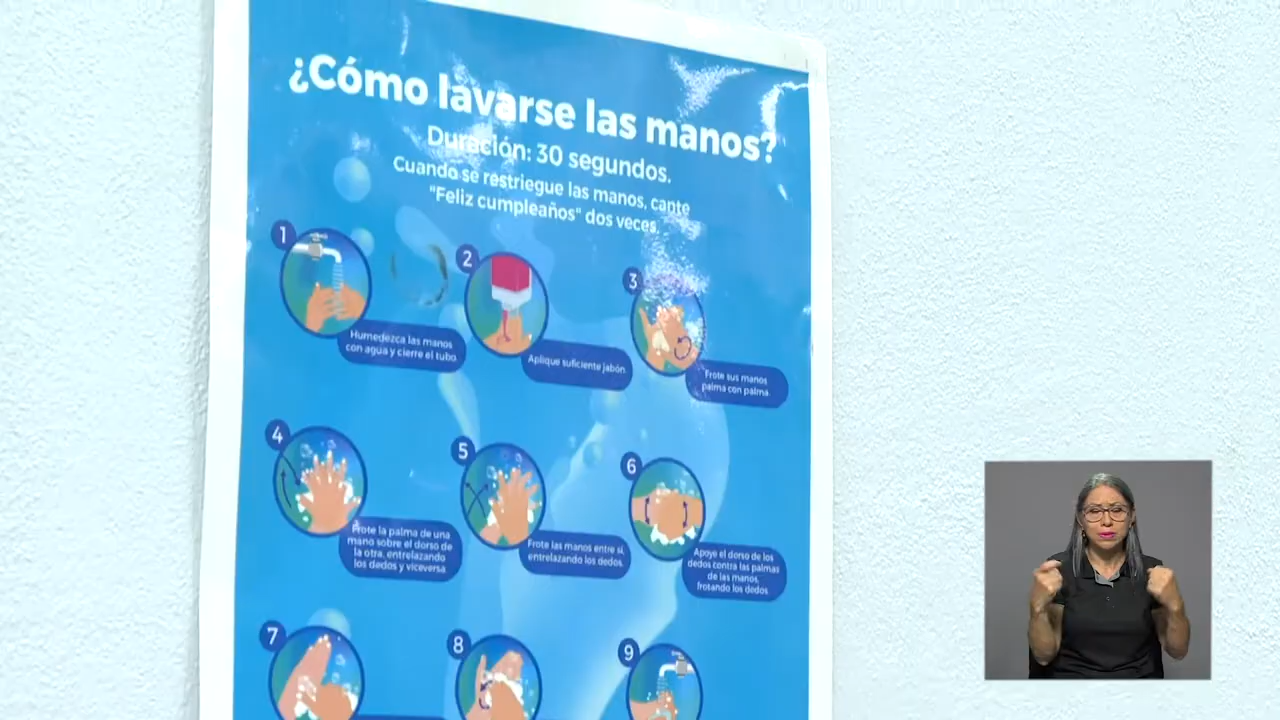 ¿Cómo lavarse las manos?
Duración: 30 segundos.
Cuando se restriegue las manos, cante
"Feliz cumpleaños" dos veces.
1
Humedezca las manos
con agua y cierre el tubo.
2
Aplique suficiente jabón.
3
Frote sus manos
palma con palma.
4
Frote la palma de una
mano sobre el dorso de
la otra, entrelazando
los dedos y viceversa
5
Frote las manos entre sí,
entrelazando los dedos.
6
Apoye el dorso de los
dedos contra las palmas
de las manos,
frotando los dedos
7
8
9